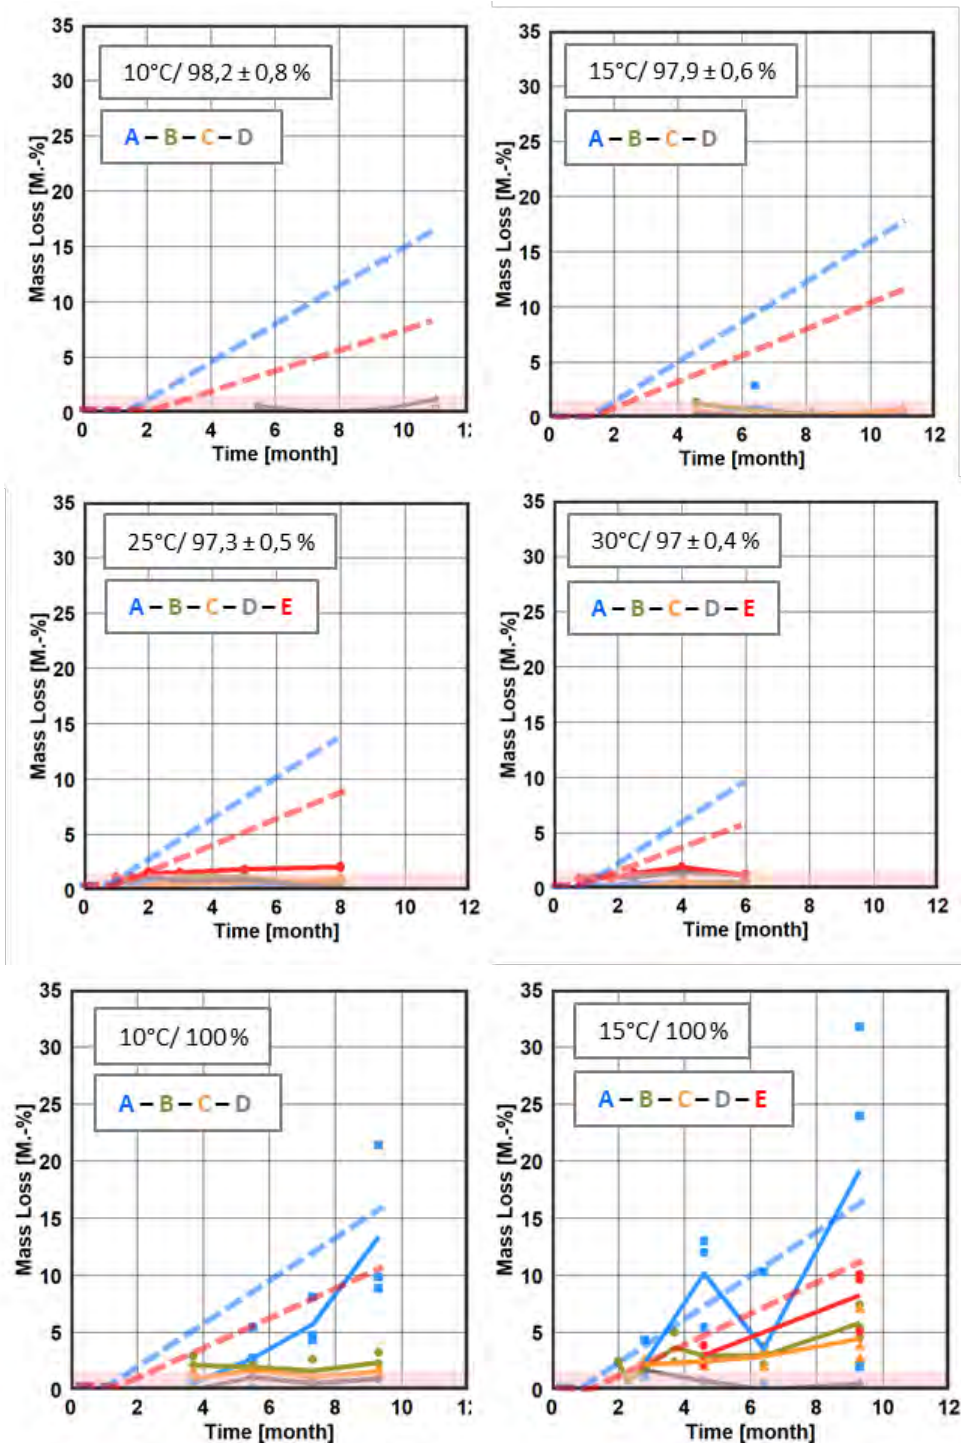 35
30
25
20
15
10
5
0
Mass Loss [M.-%]
10°C/ 98,2 ± 0,8 %
A – B – C – D
0 2 4 6 8 10 1:
Time [month]
35
30
25
20
15
10
5
0
Mass Loss [M.-%]
15°C/ 97,9 ± 0,6 %
A – B – C – D
0 2 4 6 8 10 12
Time [month]
35
30
25
20
15
10
5
0
Mass Loss [M.-%]
25°C/ 97,3 ± 0,5 %
A – B – C – D – E
0 2 4 6 8 10 12
Time [month]
35
30
25
20
15
10
5
0
Mass Loss [M.-%]
30°C/ 97 ± 0,4 %
A – B – C – D – E
0 2 4 6 8 10 12
Time [month]
35
30
25
20
15
10
5
0
Mass Loss [M.-%]
10°C/ 100 %
A – B – C – D
0 2 4 6 8 10 1:
Time [month]
35
30
25
20
15
10
5
0
Mass Loss [M.-%]
15°C/ 100 %
A – B – C – D – E
0 2 4 6 8 10 12
Time [month]